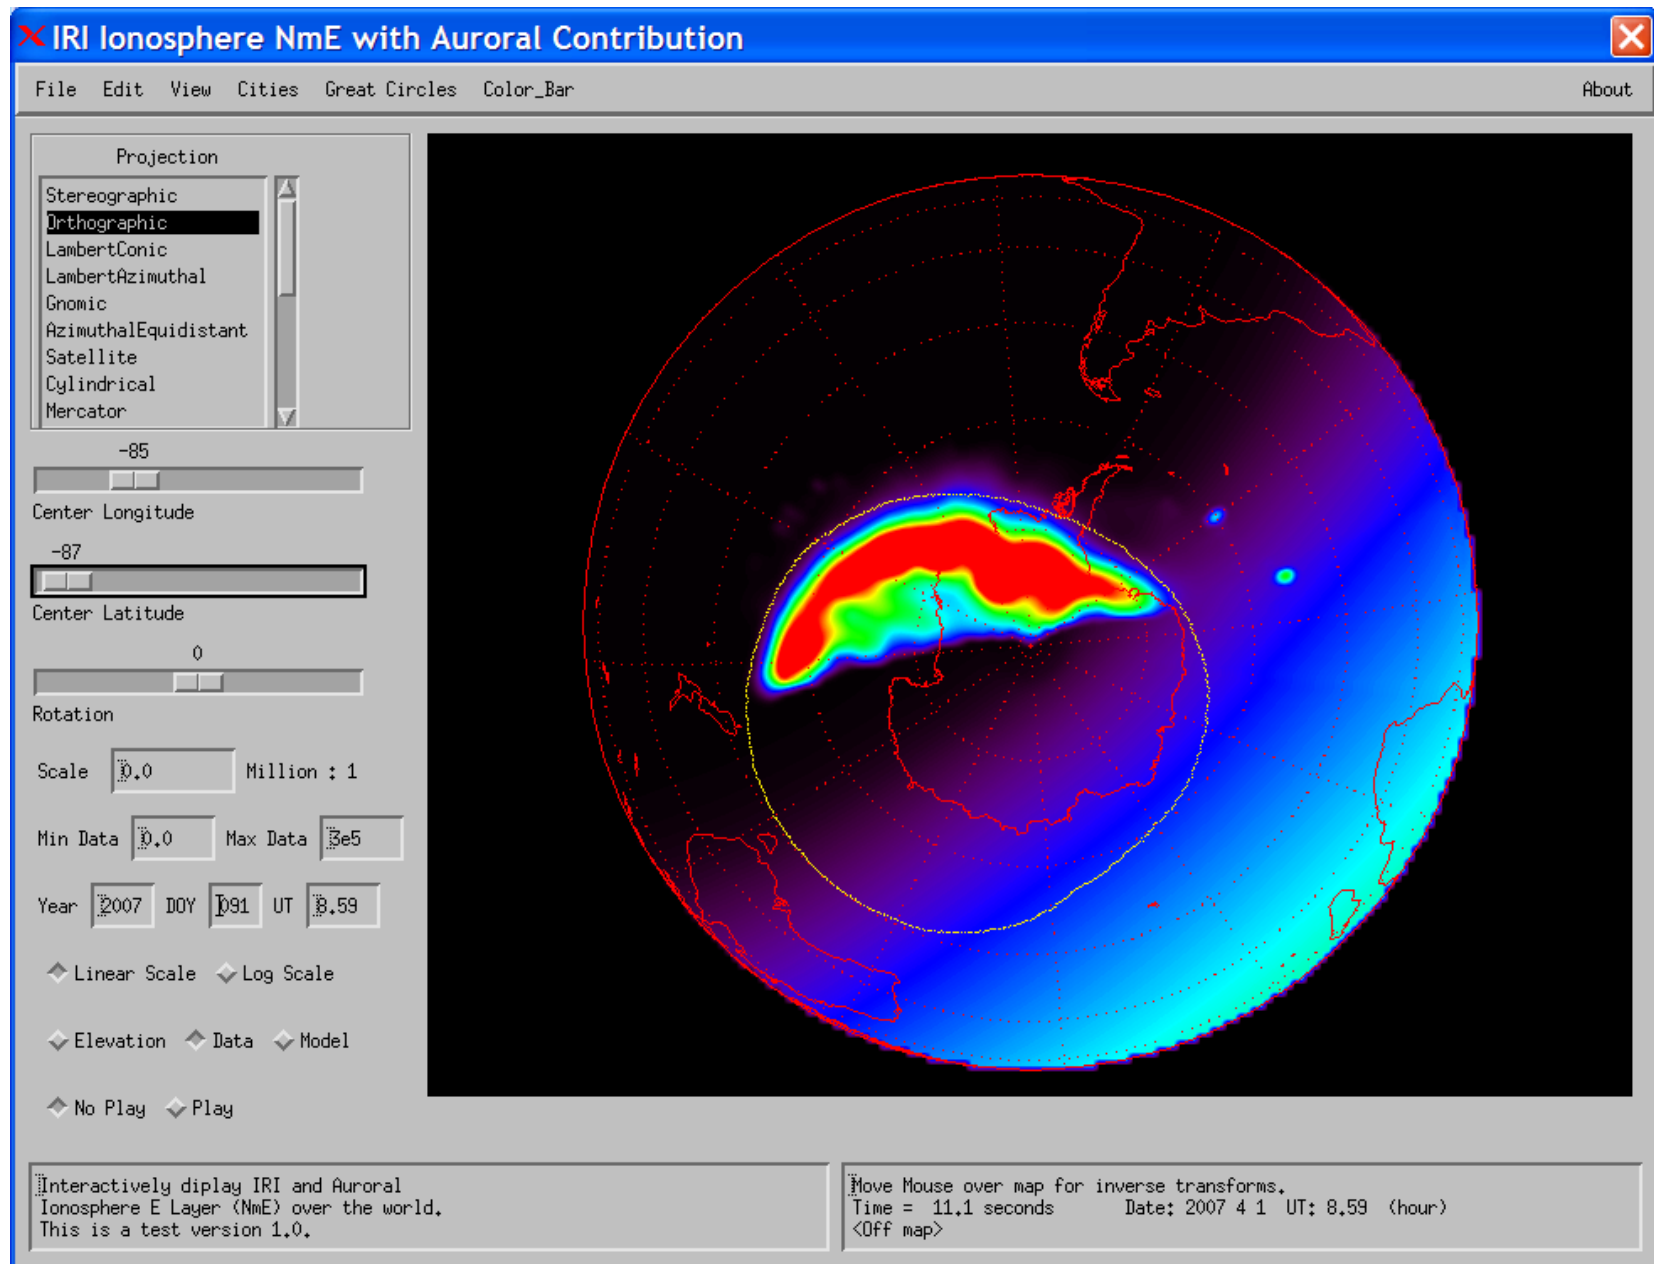 IRI Ionosphere NmE with Auroral Contribution
File Edit View Cities Great Circles Color_Bar About
Projection
Stereographic
Orthographic
LambertConic
LambertAzimuthal
Gnomic
AzimuthalEquidistant
Satellite
Cylindrical
Mercator
-85
Center Longitude
-87
Center Latitude
0
Rotation
Scale 0.0 Million : 1
Min Data 0.0 Max Data 3e5
Year 2007 DOY 091 UT 8.59
Linear Scale Log Scale
Elevation Data Model
No Play Play
Interactively diplay IRI and Auroral
Ionosphere E Layer (NmE) over the world.
This is a test version 1.0.
Move Mouse over map for inverse transforms.
Time = 11.1 seconds Date: 2007 4 1 UT: 8.59 (hour)
<Off map>